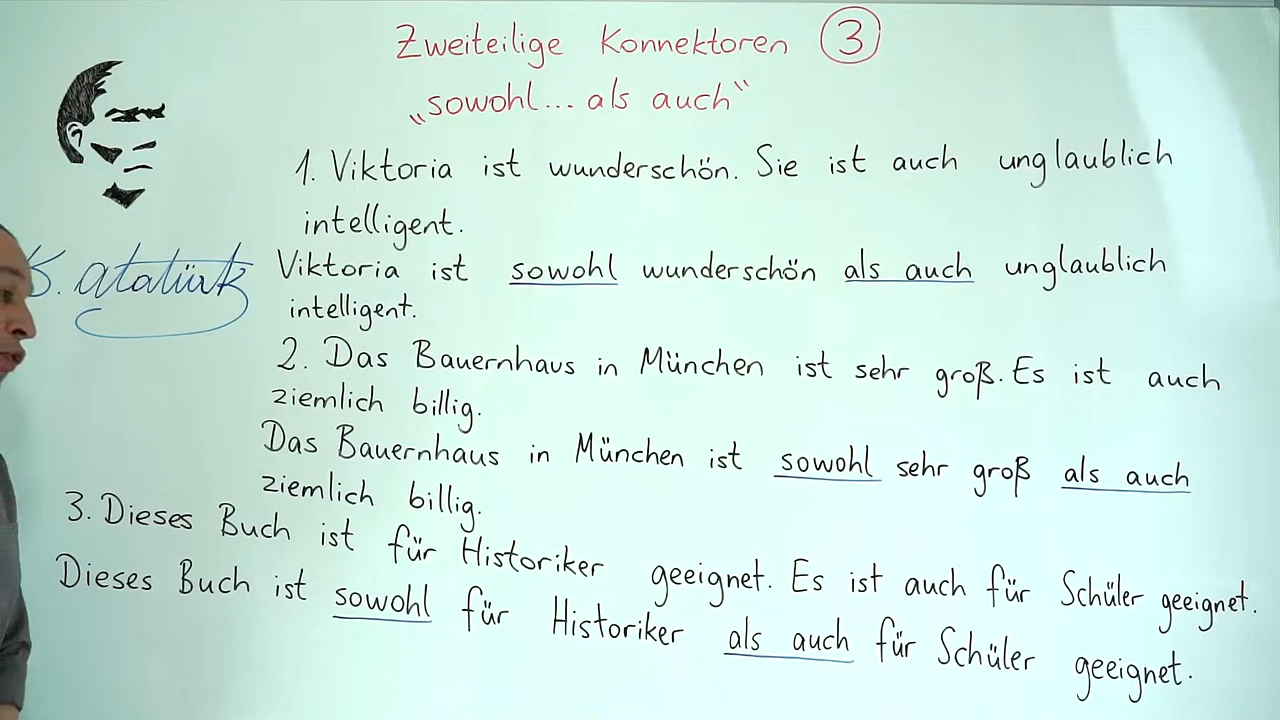 Zweiteilige Konnektoren 3
„sowohl... als auch“
1. Viktoria ist wunderschön. Sie ist auch unglaublich
intelligent.
K. atatürk
Viktoria ist sowohl wunderschön als auch unglaublich
intelligent.
2. Das Bauernhaus in München ist sehr groß. Es ist auch
ziemlich billig.
Das Bauernhaus in München ist sowohl sehr groß als auch
ziemlich billig.
3. Dieses Buch ist für Historiker geeignet. Es ist auch für Schüler geeignet.
Dieses Buch ist sowohl für Historiker als auch für Schüler geeignet.